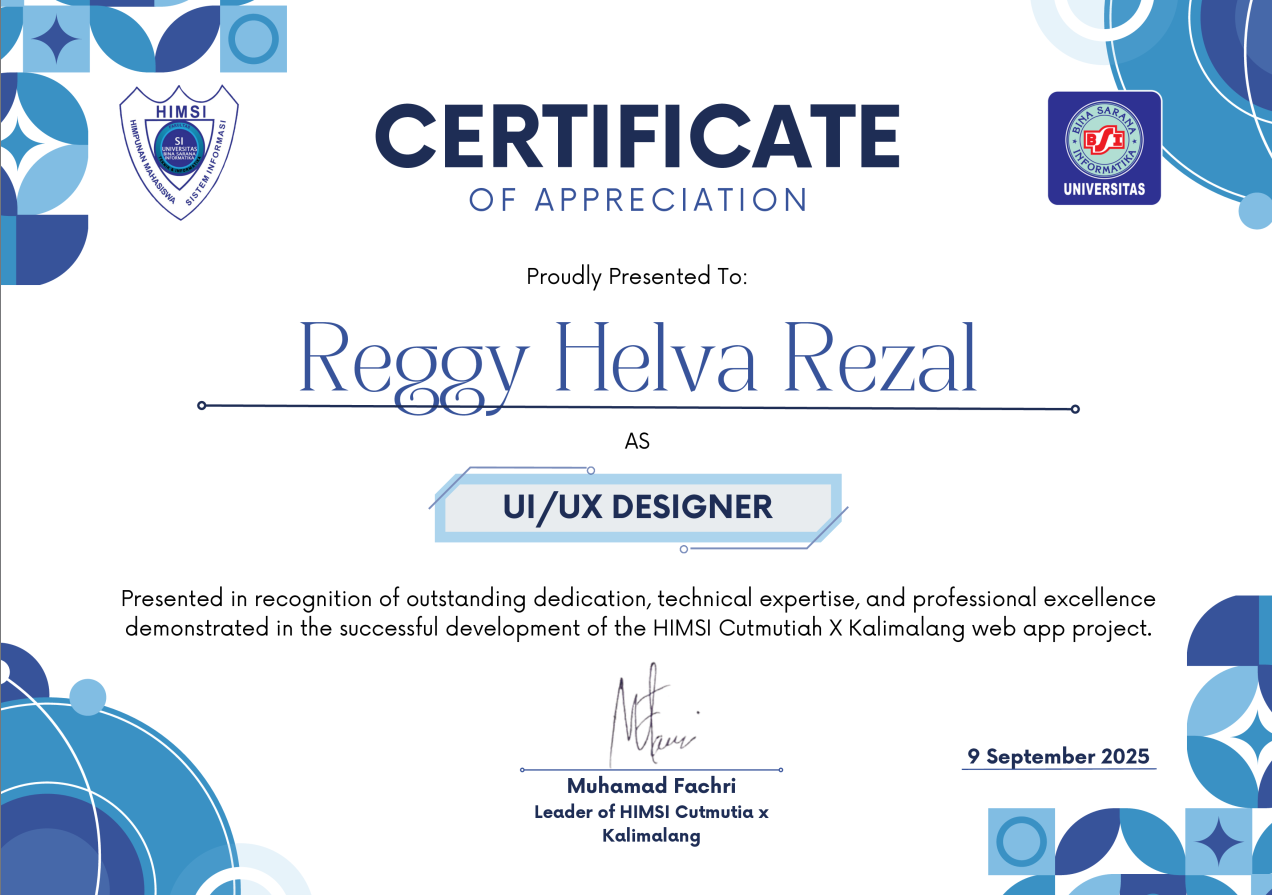 HIMSI
HIMPUNAN MAHASISWA
SISTEM INFORMASI
SI
UNIVERSITAS
BINA SARANA
INFORMATIKA
CERTIFICATE
OF APPRECIATION
BINA SARANA
BSI
INFORMATIKA
UNIVERSITAS
Proudly Presented To:
Reggy Helva Rezal
AS
UI/UX DESIGNER
Presented in recognition of outstanding dedication, technical expertise, and professional excellence
demonstrated in the successful development of the HIMSI Cutmutiah X Kalimalang web app project.
9 September 2025
Muhamad Fachri
Leader of HIMSI Cutmutia x
Kalimalang